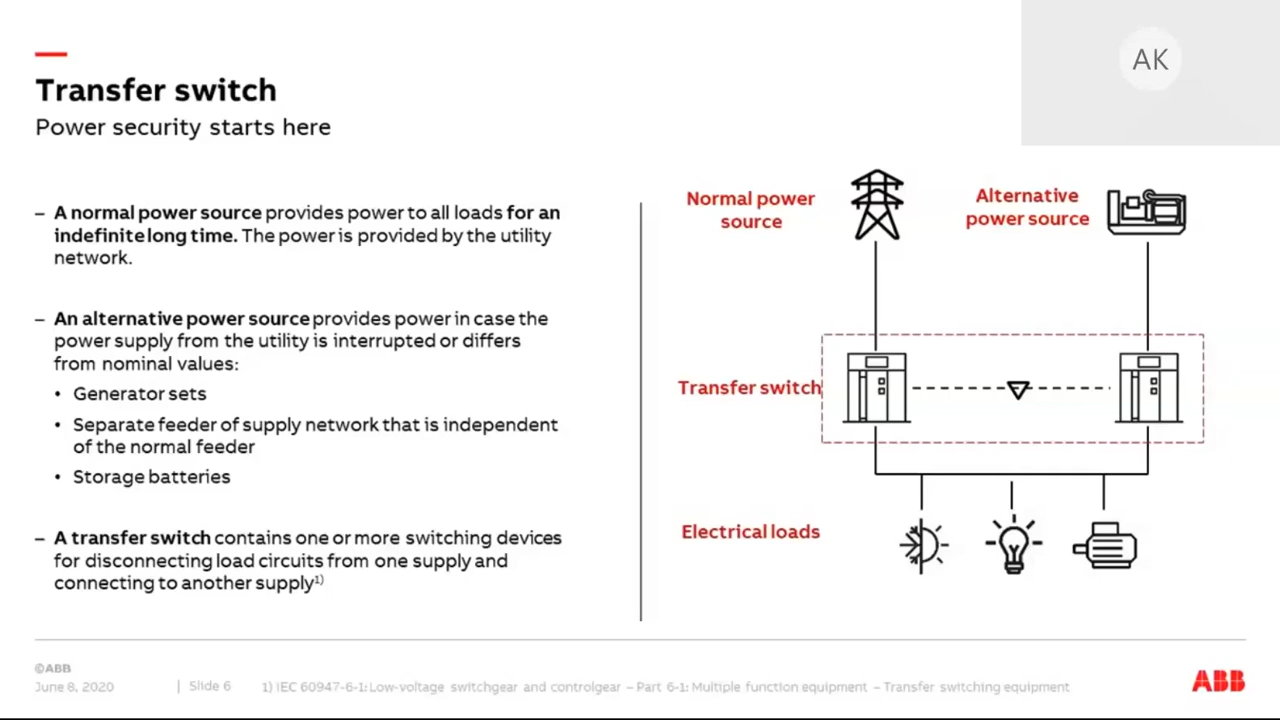 AK
Transfer switch
Power security starts here
– A normal power source provides power to all loads for an
indefinite long time. The power is provided by the utility
network.
– An alternative power source provides power in case the
power supply from the utility is interrupted or differs
from nominal values:
• Generator sets
• Separate feeder of supply network that is independent
of the normal feeder
• Storage batteries
– A transfer switch contains one or more switching devices
for disconnecting load circuits from one supply and
connecting to another supply1)
Normal power
source
Alternative
power source
Transfer switch
Electrical loads
©ABB
June 8, 2020 | Slide 6 1) IEC 60947-6-1: Low-voltage switchgear and controlgear – Part 6-1: Multiple function equipment – Transfer switching equipment
ABB